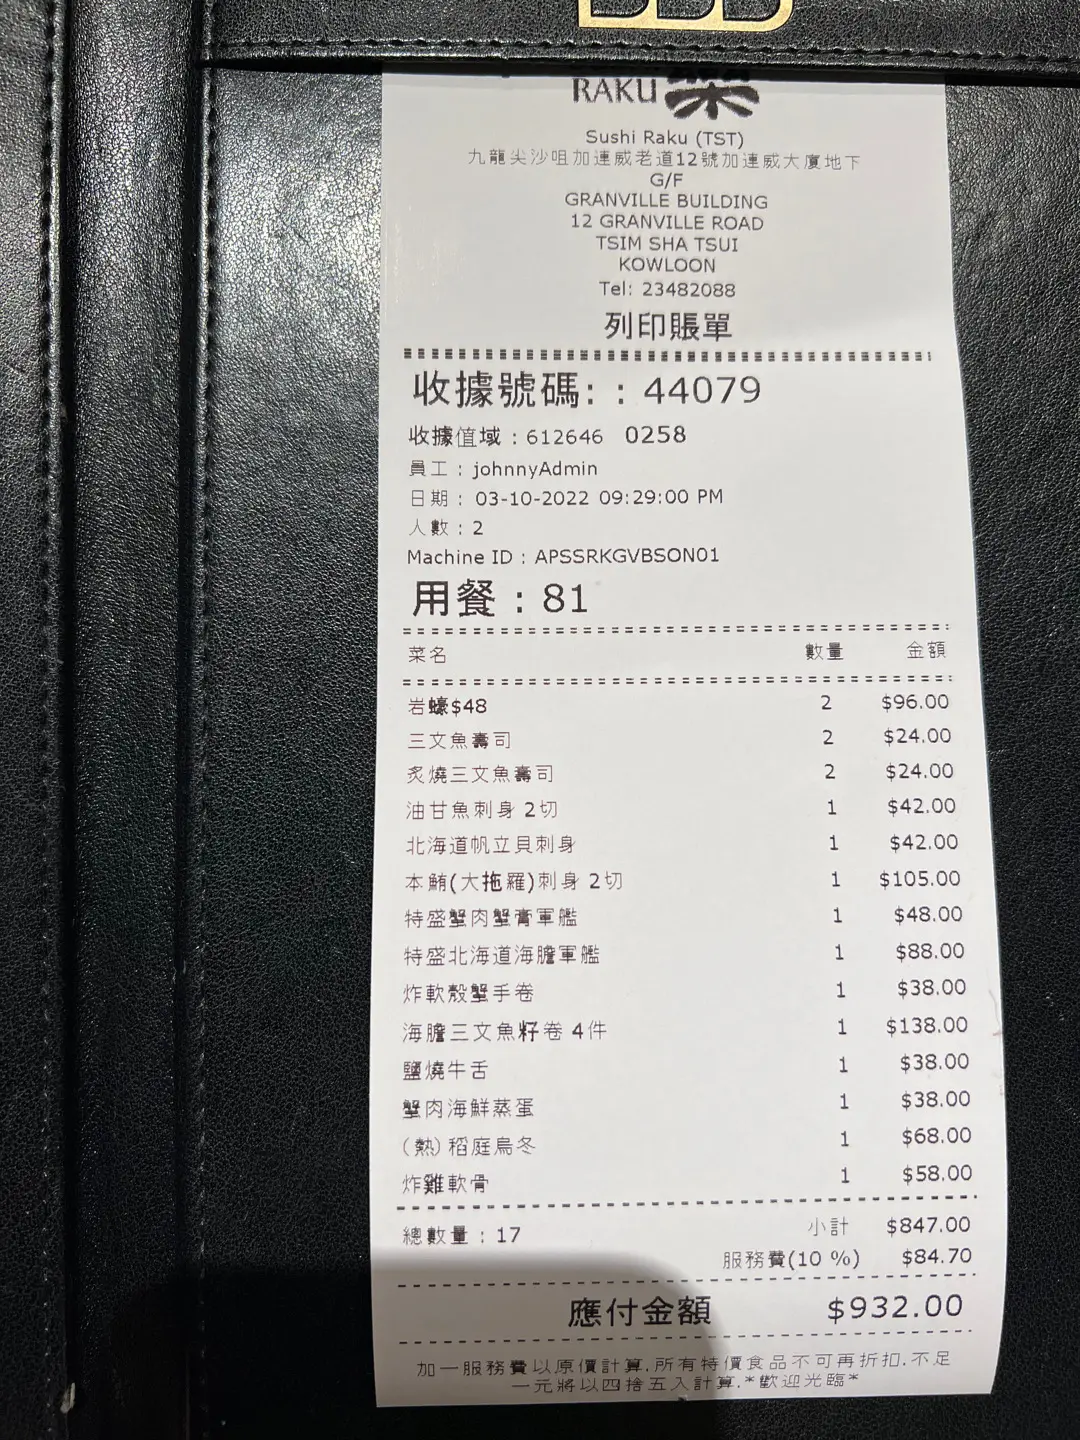 RAKU 樂
Sushi Raku (TST)
九龍尖沙咀加連威老道12號加連威大廈地下
G/F
GRANVILLE BUILDING
12 GRANVILLE ROAD
TSIM SHA TSUI
KOWLOON
Tel: 23482088
列印賬單
收據號碼: : 44079
收據值域 : 612646 0258
員工 : johnnyAdmin
日期 : 03-10-2022 09:29:00 PM
人數 : 2
Machine ID : APSSRKGVBSON01
用餐 : 81
菜名 數量 金額
岩蠔$48 2 $96.00
三文魚壽司 2 $24.00
炙燒三文魚壽司 2 $24.00
油甘魚刺身 2切 1 $42.00
北海道帆立貝刺身 1 $42.00
本鮪(大拖羅)刺身 2切 1 $105.00
特盛蟹肉蟹膏軍艦 1 $48.00
特盛北海道海膽軍艦 1 $88.00
炸軟殼蟹手卷 1 $38.00
海膽三文魚籽卷 4件 1 $138.00
鹽燒牛舌 1 $38.00
蟹肉海鮮蒸蛋 1 $38.00
(熱) 稻庭烏冬 1 $68.00
炸雞軟骨 1 $58.00
總數量 : 17 小計 $847.00
服務費(10 %) $84.70
應付金額 $932.00
加一服務費以原價計算.所有特價食品不可再折扣.不足
一元將以四捨五入計算.*歡迎光臨*